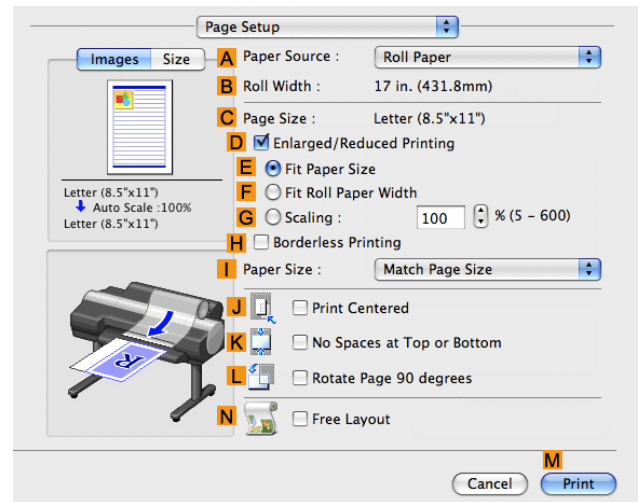 Page Setup
Images Size
A Paper Source : Roll Paper
B Roll Width : 17 in. (431.8mm)
C Page Size : Letter (8.5"x11")
D Enlarged/Reduced Printing
E Fit Paper Size
F Fit Roll Paper Width
G Scaling : 100 % (5 - 600)
Letter (8.5"x11")
Auto Scale :100%
Letter (8.5"x11")
H Borderless Printing
I Paper Size : Match Page Size
J Print Centered
K No Spaces at Top or Bottom
L Rotate Page 90 degrees
N Free Layout
R
M
Cancel Print